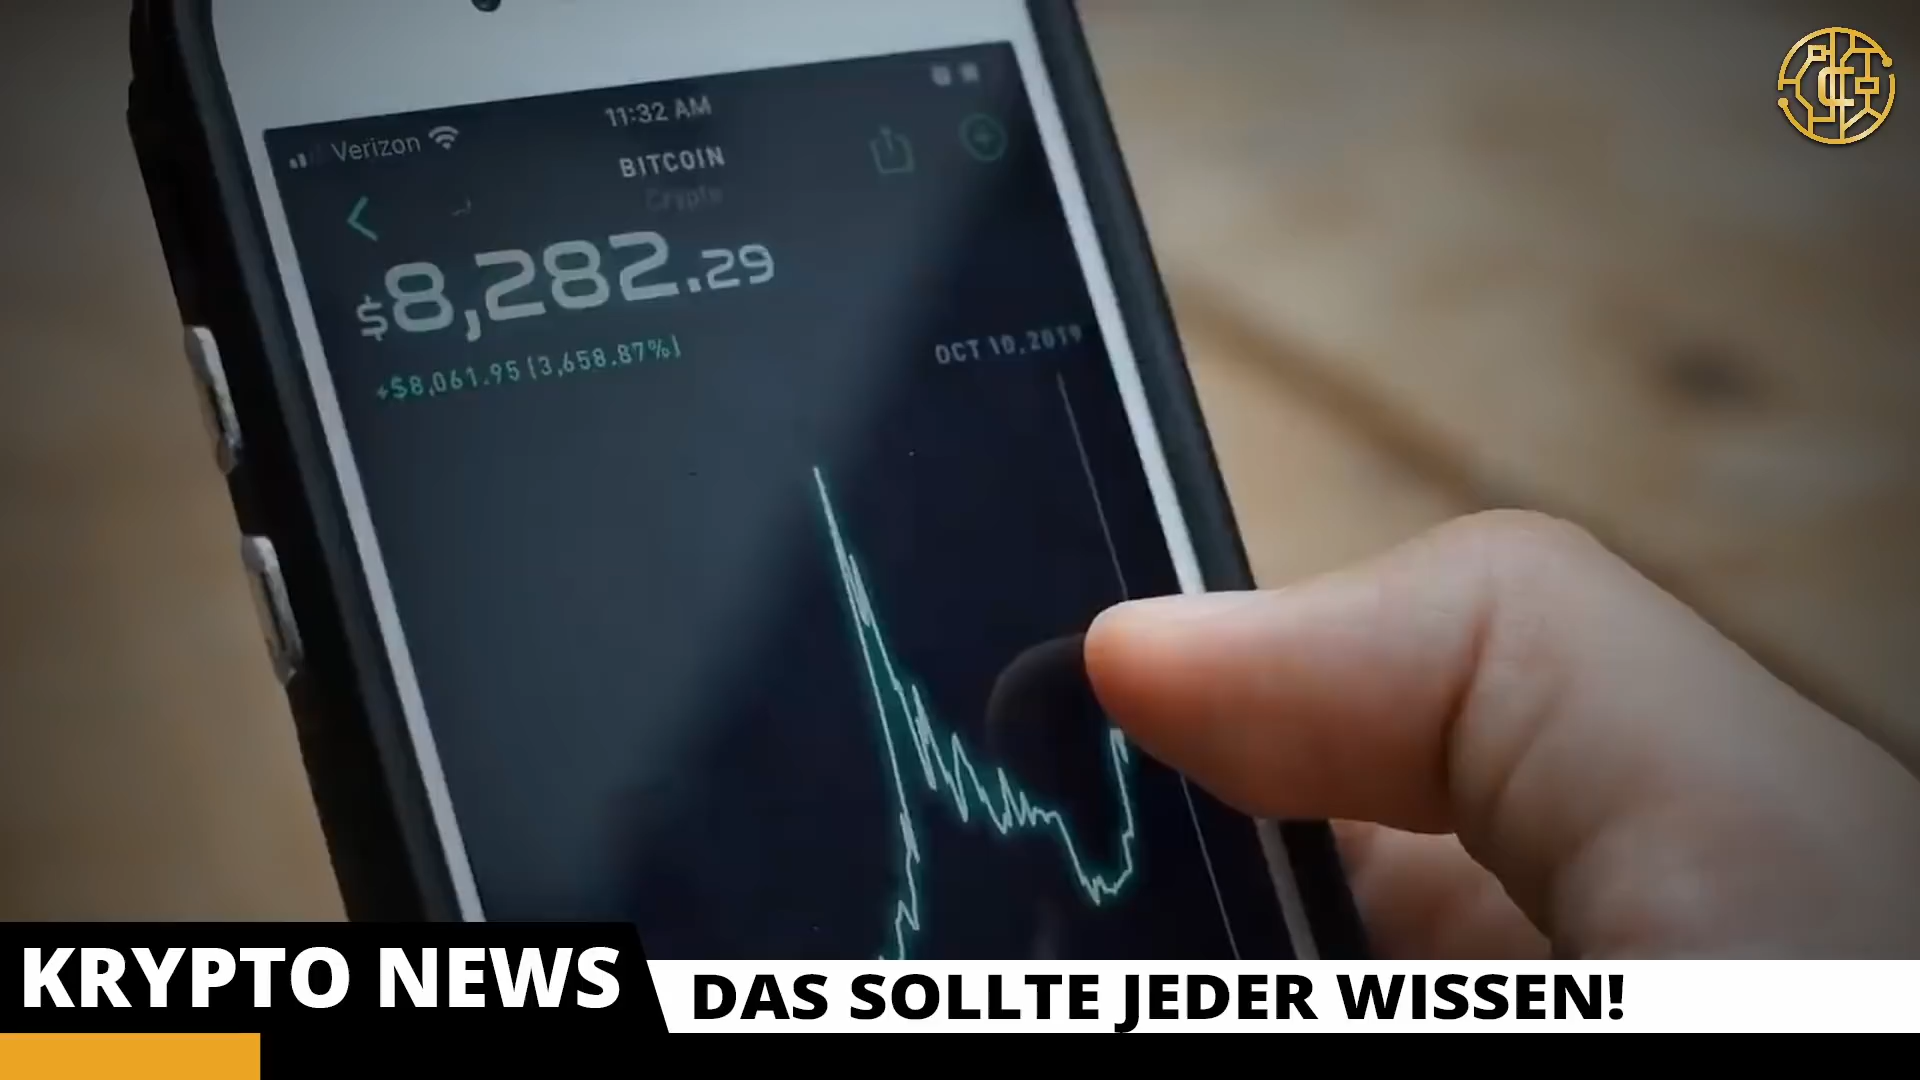 Verizon
11:32 AM
BITCOIN
Crypto
$8,282.29
+$8,061.95 (3,658.87%)
OCT 10, 2019
KRYPTO NEWS
DAS SOLLTE JEDER WISSEN!